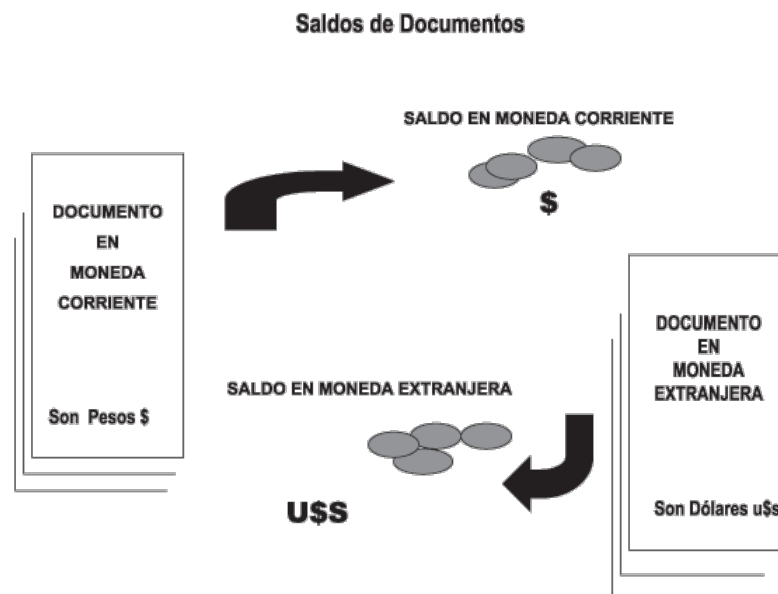 Saldos de Documentos
SALDO EN MONEDA CORRIENTE
$
DOCUMENTO
EN
MONEDA
CORRIENTE
Son Pesos $
SALDO EN MONEDA EXTRANJERA
U$S
DOCUMENTO
EN
MONEDA
EXTRANJERA
Son Dólares u$s